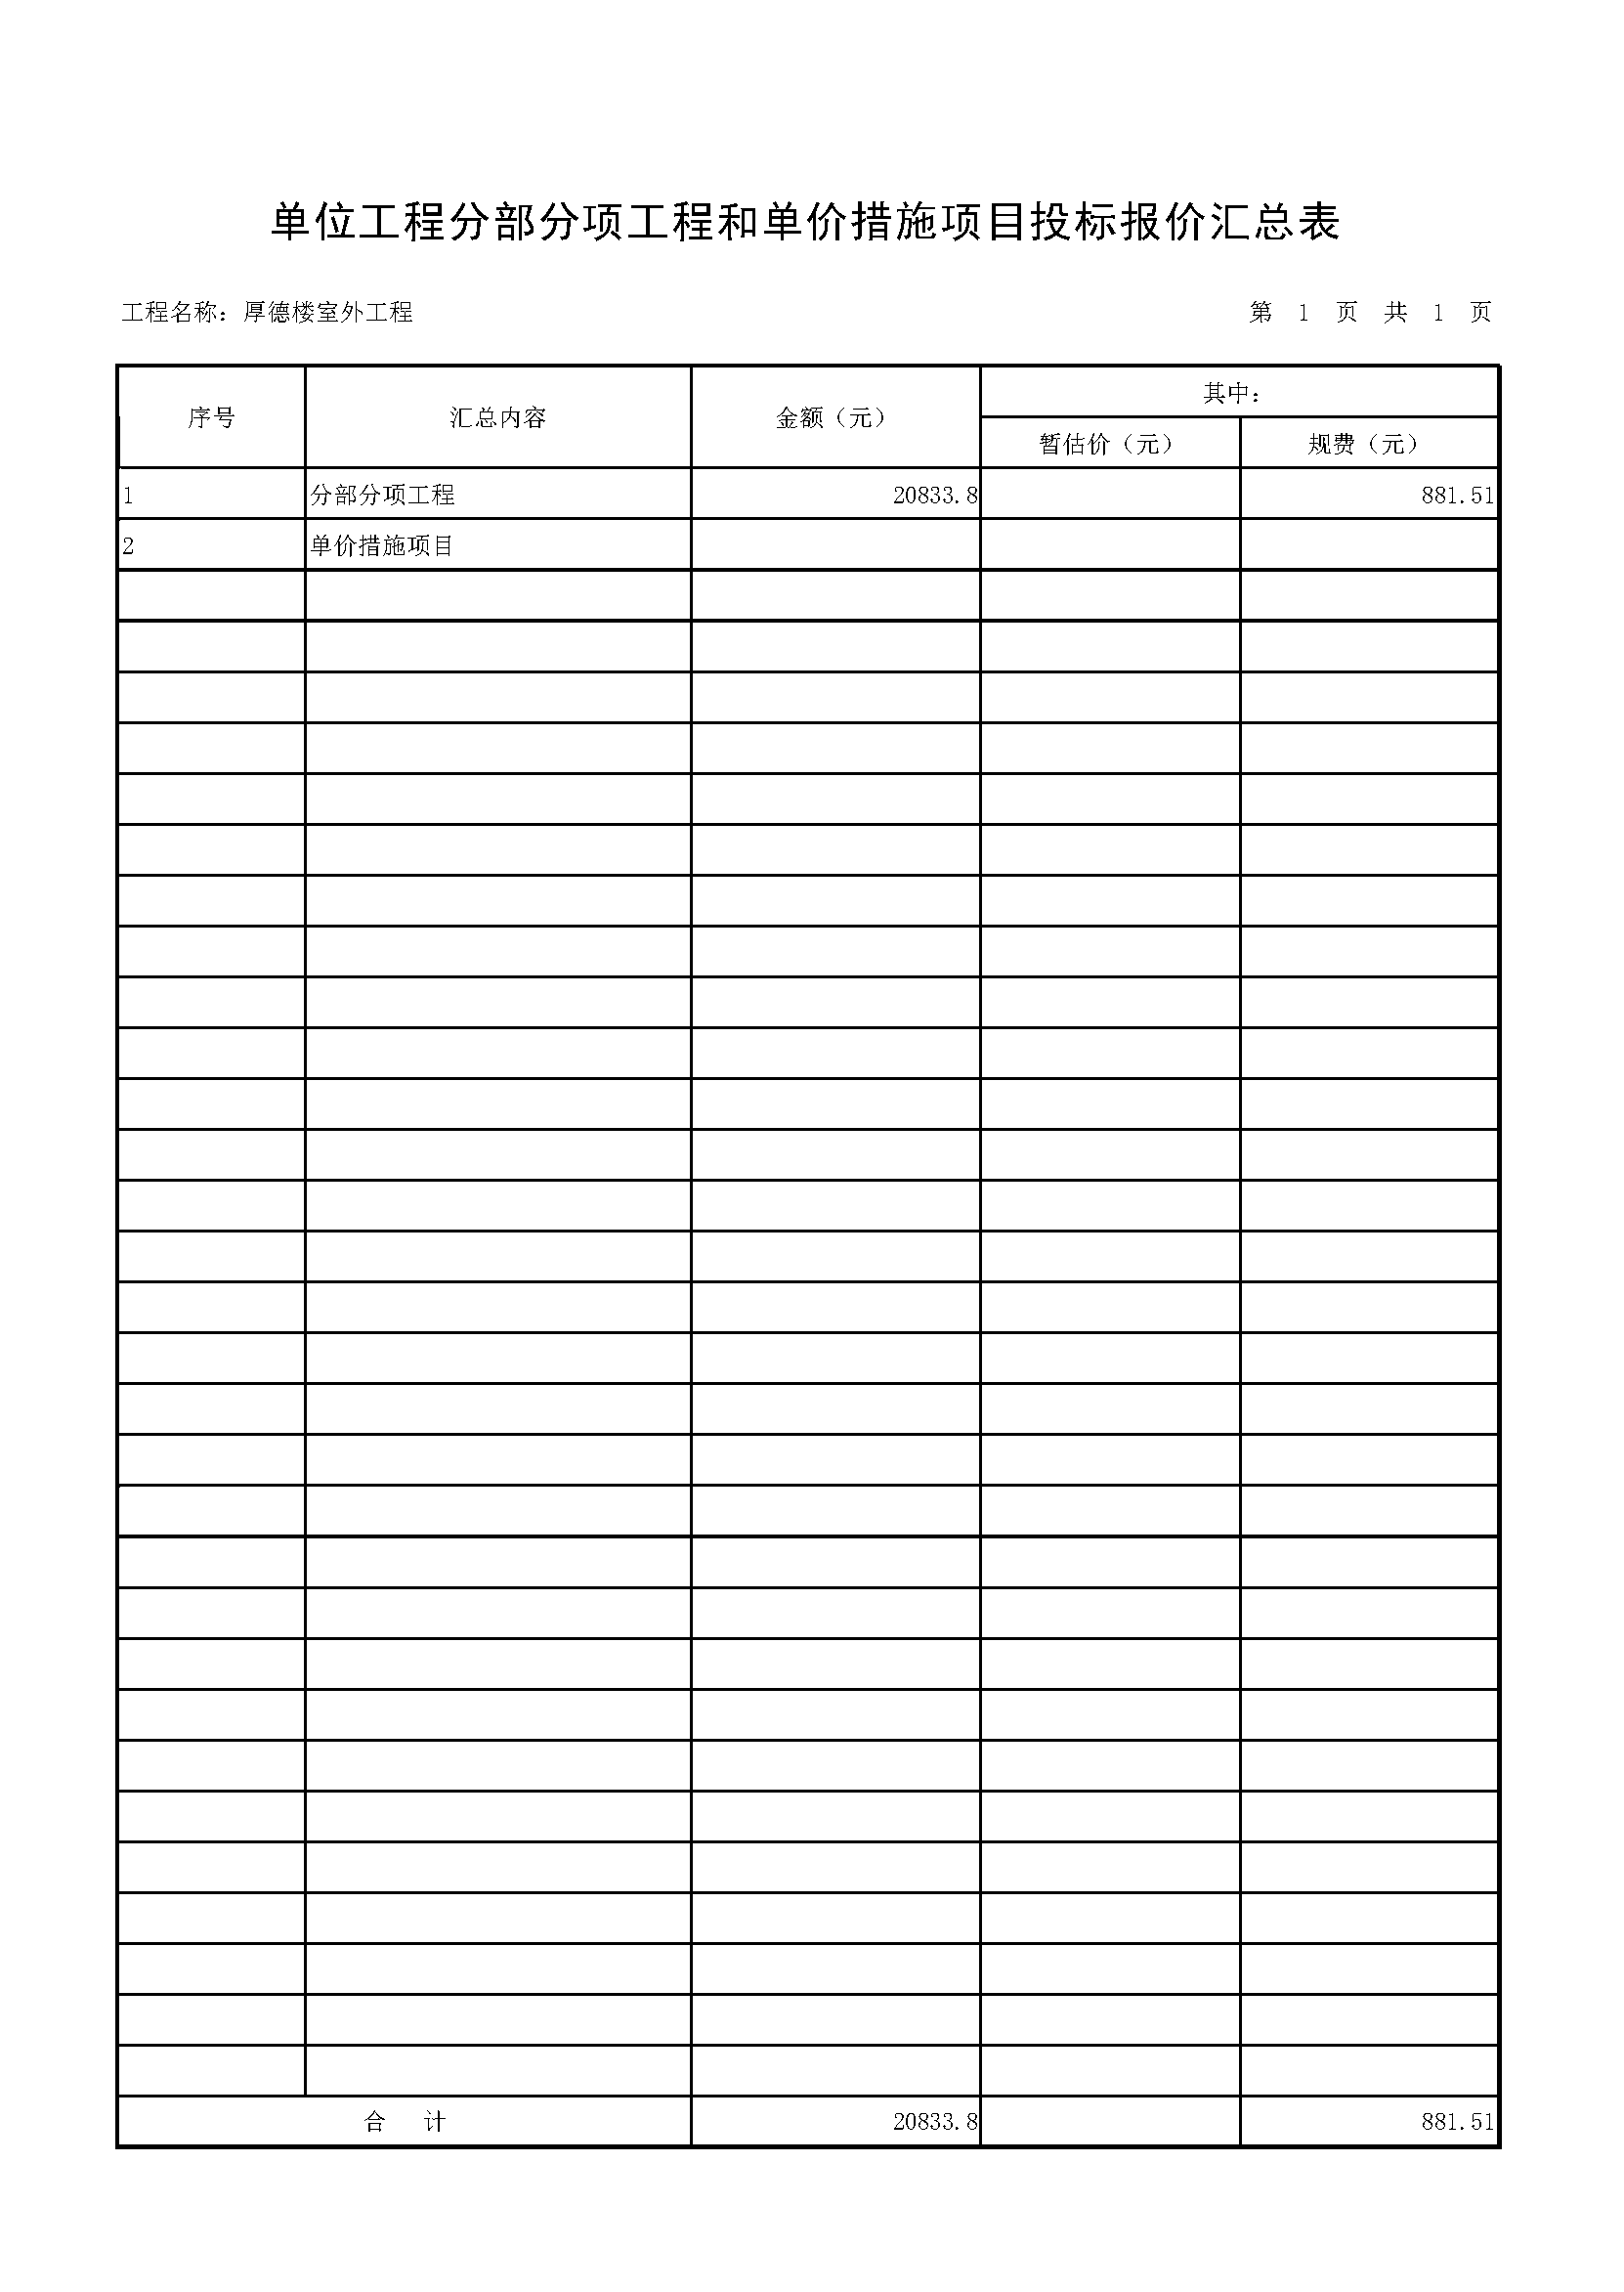 单位工程分部分项工程和单价措施项目投标报价汇总表
工程名称：厚德楼室外工程 第 1 页 共 1 页
序号 汇总内容 金额（元） 其中：
暂估价（元） 规费（元）
1 分部分项工程 20833.8 881.51
2 单价措施项目
合 计 20833.8 881.51